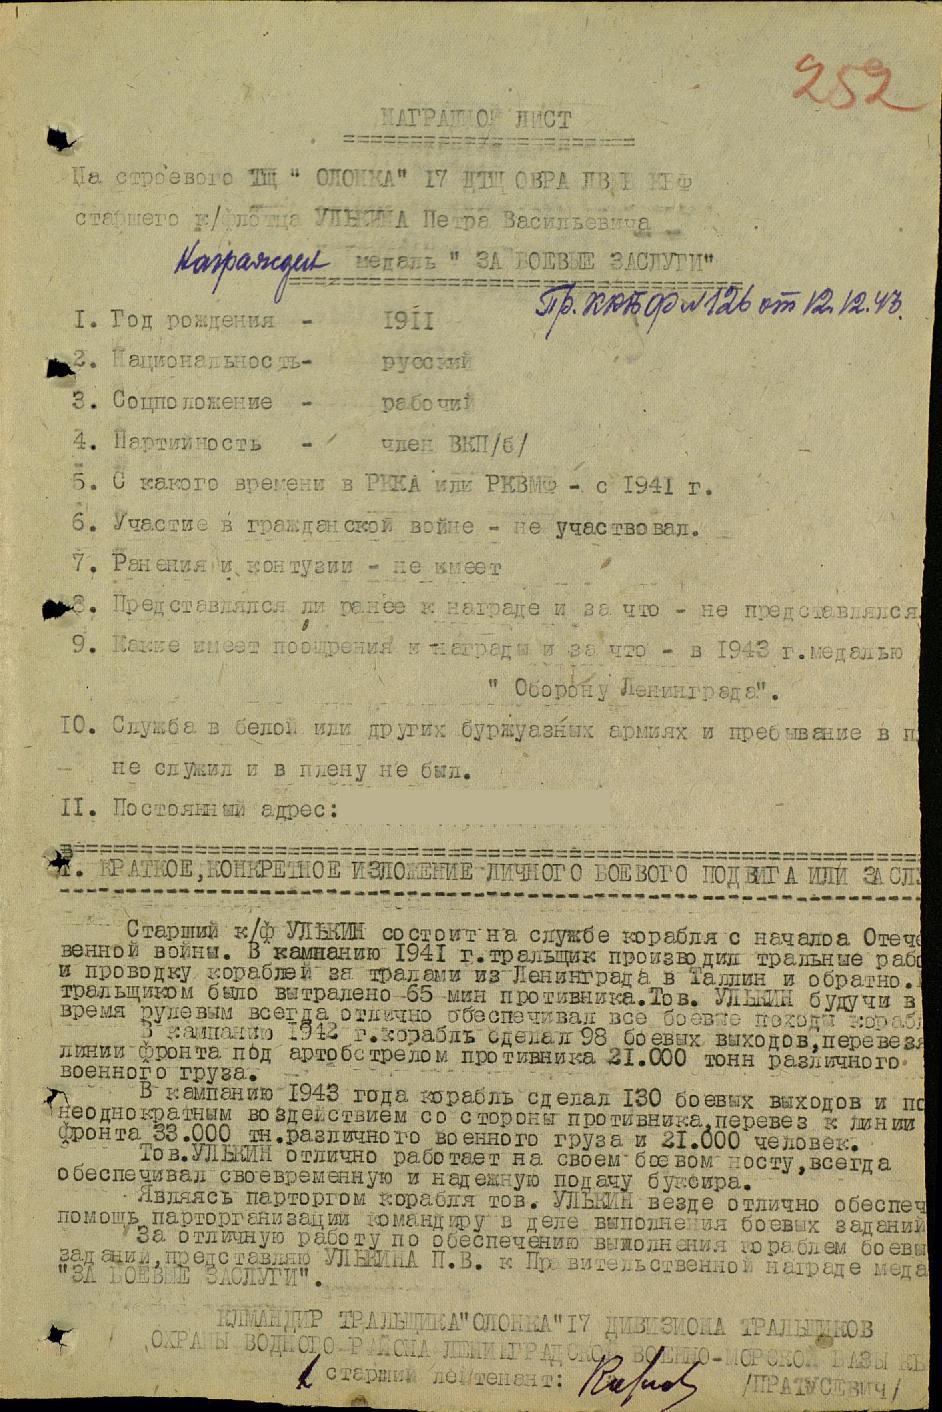 252
НАГРАДНОЙ ЛИСТ
На строевого ТЩ " ОЛОНКА" 17 ДТЩ ОВРА ЛВМБ КБФ
старшего к/флотца УЛЬКИНА Петра Васильевича
Награжден медаль " ЗА БОЕВЫЕ ЗАСЛУГИ"
Пр. ККБФ № 126 от 12.12.43.
I. Год рождения - 19II
2. Национальность- русский
3. Соцположение - рабочий
4. Партийность - член ВКП/б/
5. С какого времени в РККА или РКВМФ - с 1941 г.
6. Участие в гражданской войне - не участвовал.
7. Ранения и контузии - не имеет
8. Представлялся ли ранее к награде и за что - не представлялся.
9. Какие имеет поощрения и награды и за что - в 1943 г.медалью
" Оборону Ленинграда".
IO. Служба в белой или других буржуазных армиях и пребывание в пл
не служил и в плену не был.
II. Постоянный адрес:
I. КРАТКОЕ,КОНКРЕТНОЕ ИЗЛОЖЕНИЕ ЛИЧНОГО БОЕВОГО ПОДВИГА ИЛИ ЗАСЛУ
Старший к/ф УЛЬКИН состоит на службе корабля с началоа Отече
венной войны. В кампанию 1941 г.тральщик производил тральные рабо
и проводку кораблей за тралами из Ленинграда в Таллин и обратно.
тральщиком было вытралено 65 мин противника.Тов. УЛЬКИН будучи в
время рулевым всегда отлично обеспечивал все боевые походы корабл
В кампанию 1942 г.корабль сделал 98 боевых выходов,перевезя
линии фронта под артобстрелом противника 21.000 тонн различного
военного груза.
В кампанию 1943 года корабль сделал 130 боевых выходов и по
неоднократным воздействием со стороны противника,перевез к линии
фронта 33.000 тн.различного военного груза и 21.000 человек.
Тов.УЛЬКИН отлично работает на своем боевом посту,всегда
обеспечивал своевременную и надежную подачу буксира.
Являясь парторгом корабля тов. УЛЬКИН везде отлично обеспеч
помощь парторганизации командиру в деле выполнения боевых заданий
За отличную работу по обеспечению выполнения кораблем боевы
заданий,представляю УЛЬКИНА П.В. к Правительственной награде меда
"ЗА БОЕВЫЕ ЗАСЛУГИ".
КОМАНДИР ТРАЛЬЩИКА"ОЛОНКА"17 ДИВИЗИОНА ТРАЛЬЩИКОВ
ОХРАНЫ ВОДНОГО РАЙОНА ЛЕНИНГРАДСКОЙ ВОЕННО-МОРСКОЙ БАЗЫ КБ
старший лейтенант: /ПРАТУСЕВИЧ/